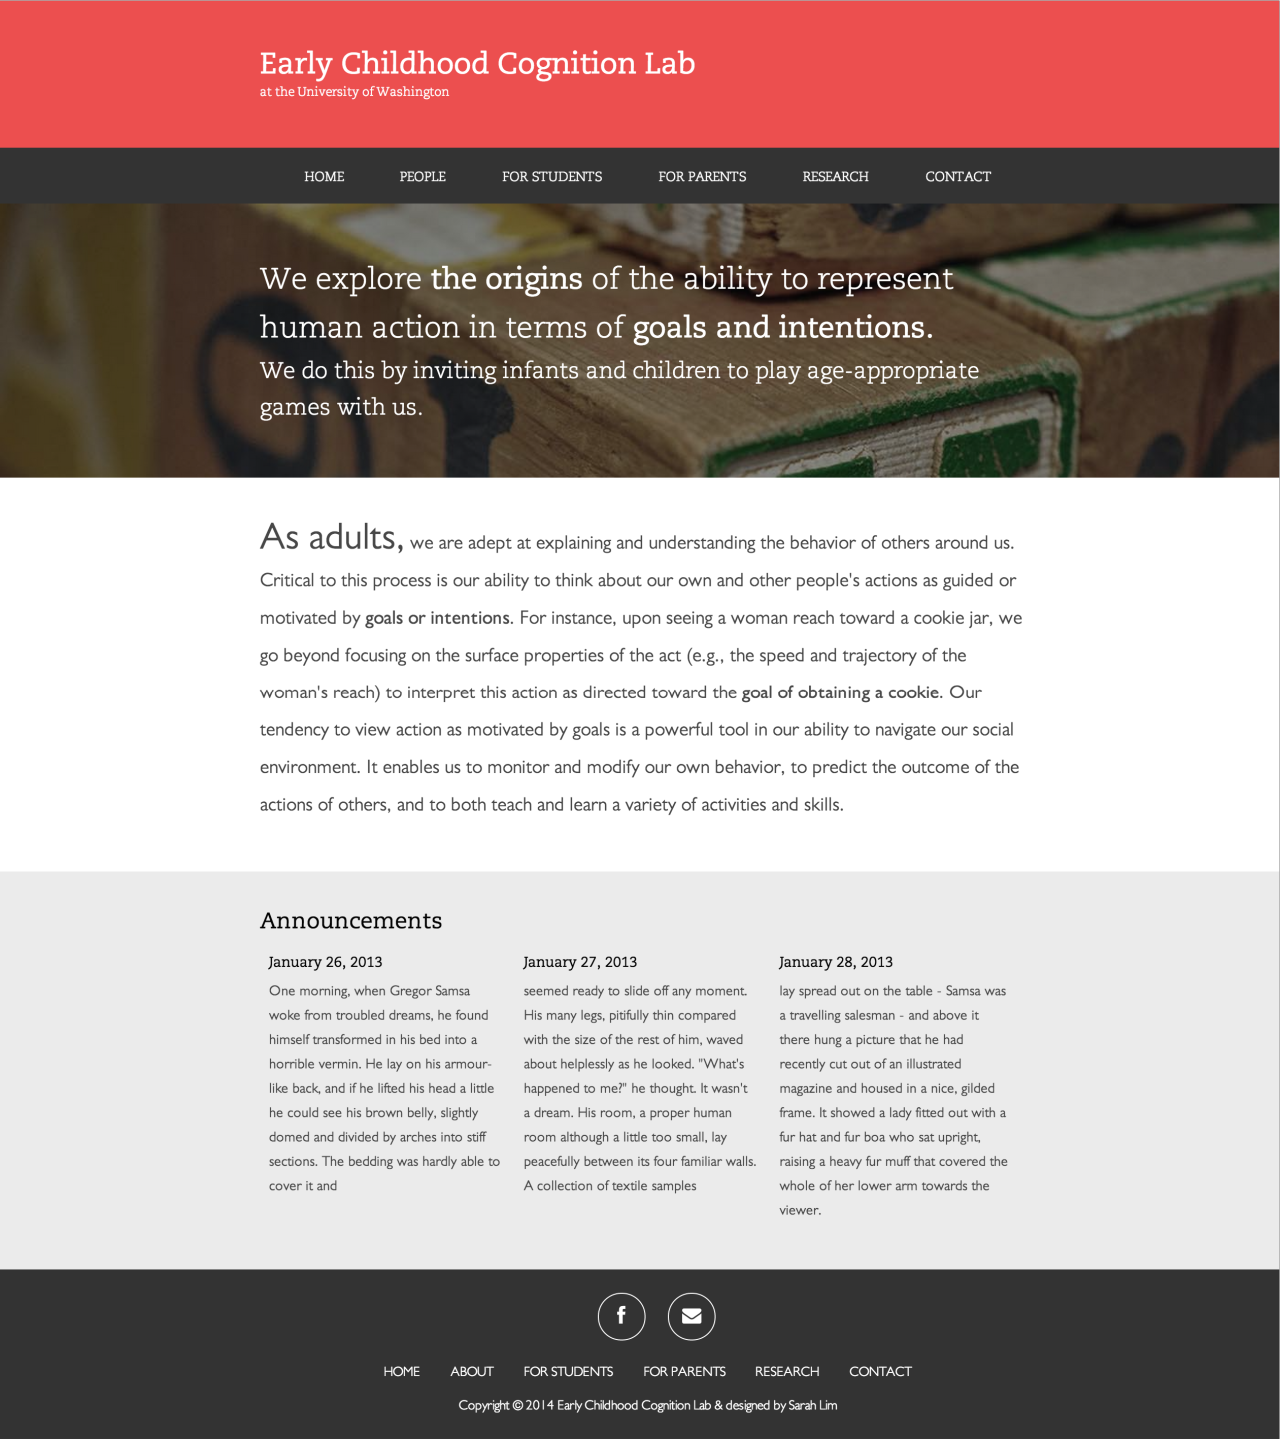 Early Childhood Cognition Lab
at the University of Washington
HOME PEOPLE FOR STUDENTS FOR PARENTS RESEARCH CONTACT
We explore the origins of the ability to represent
human action in terms of goals and intentions.
We do this by inviting infants and children to play age-appropriate
games with us.
As adults, we are adept at explaining and understanding the behavior of others around us.
Critical to this process is our ability to think about our own and other people's actions as guided or
motivated by goals or intentions. For instance, upon seeing a woman reach toward a cookie jar, we
go beyond focusing on the surface properties of the act (e.g., the speed and trajectory of the
woman's reach) to interpret this action as directed toward the goal of obtaining a cookie. Our
tendency to view action as motivated by goals is a powerful tool in our ability to navigate our social
environment. It enables us to monitor and modify our own behavior, to predict the outcome of the
actions of others, and to both teach and learn a variety of activities and skills.
Announcements
January 26, 2013
One morning, when Gregor Samsa
woke from troubled dreams, he found
himself transformed in his bed into a
horrible vermin. He lay on his armour-
like back, and if he lifted his head a little
he could see his brown belly, slightly
domed and divided by arches into stiff
sections. The bedding was hardly able to
cover it and
January 27, 2013
seemed ready to slide off any moment.
His many legs, pitifully thin compared
with the size of the rest of him, waved
about helplessly as he looked. "What's
happened to me?" he thought. It wasn't
a dream. His room, a proper human
room although a little too small, lay
peacefully between its four familiar walls.
A collection of textile samples
January 28, 2013
lay spread out on the table - Samsa was
a travelling salesman - and above it
there hung a picture that he had
recently cut out of an illustrated
magazine and housed in a nice, gilded
frame. It showed a lady fitted out with a
fur hat and fur boa who sat upright,
raising a heavy fur muff that covered the
whole of her lower arm towards the
viewer.
HOME ABOUT FOR STUDENTS FOR PARENTS RESEARCH CONTACT
Copyright © 2014 Early Childhood Cognition Lab & designed by Sarah Lim